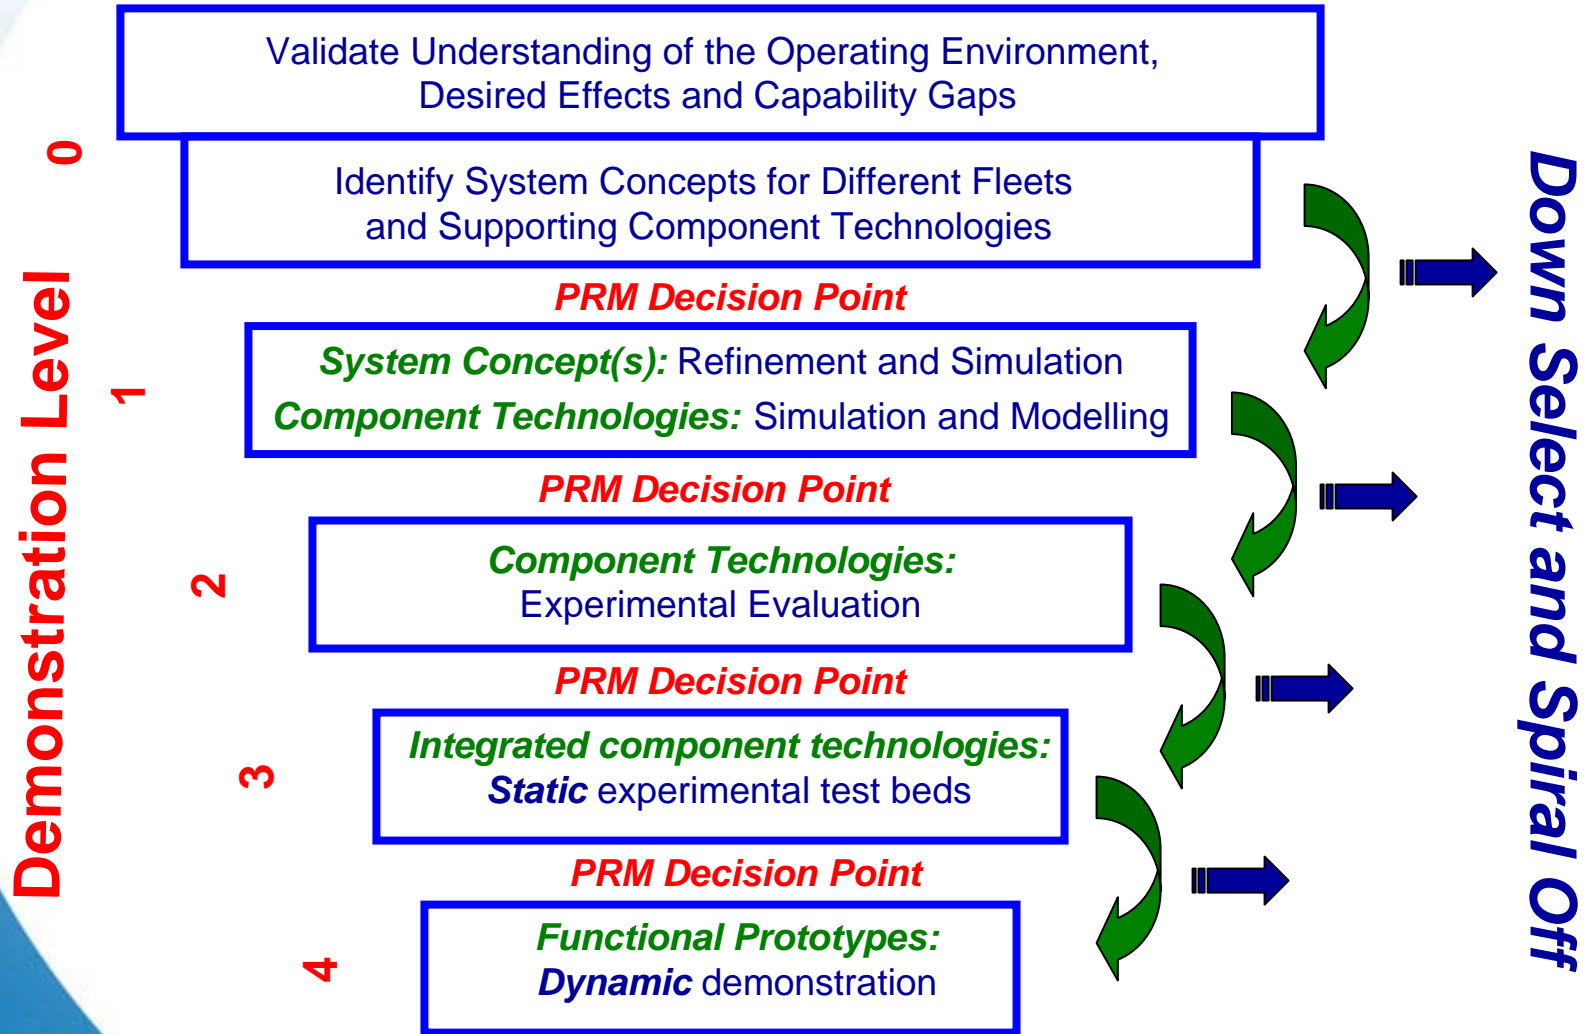 Validate Understanding of the Operating Environment,
Desired Effects and Capability Gaps
Identify System Concepts for Different Fleets
and Supporting Component Technologies
PRM Decision Point
System Concept(s): Refinement and Simulation
Component Technologies: Simulation and Modelling
PRM Decision Point
Component Technologies:
Experimental Evaluation
PRM Decision Point
Integrated component technologies:
Static experimental test beds
PRM Decision Point
Functional Prototypes:
Dynamic demonstration
Demonstration Level
0
1
2
3
4
Down Select and Spiral Off